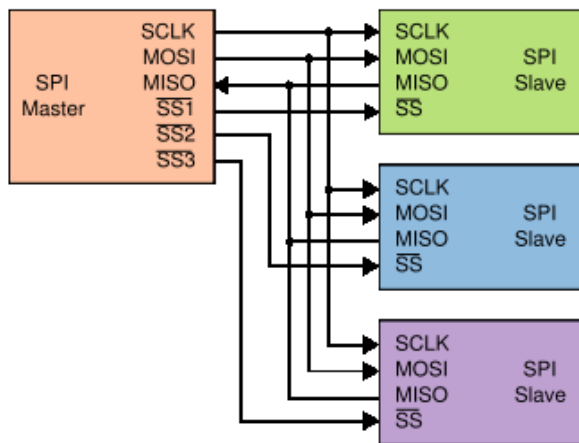 SCLK
MOSI
MISO
SS1
SS2
SS3
SPI
Master
SCLK
MOSI
MISO
SS
SPI
Slave
SCLK
MOSI
MISO
SS
SPI
Slave
SCLK
MOSI
MISO
SS
SPI
Slave